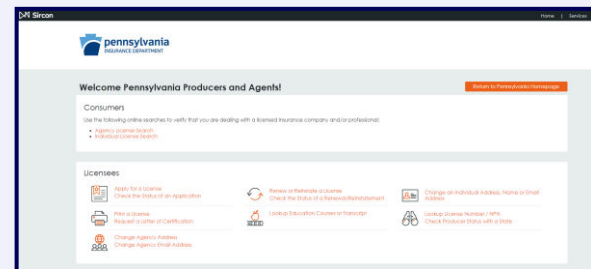 Sircon
Home | Services
pennsylvania
INSURANCE DEPARTMENT
Welcome Pennsylvania Producers and Agents!
Return to Pennsylvania Homepage
Consumers
Use the following online searches to verify that you are dealing with a licensed insurance company and/or professional.
Agency License Search
Individual License Search
Licensees
Apply for a License
Check the Status of an Application
Renew or Reinstate a License
Check the Status of a Renewal/Reinstatement
Change an Individual Address, Name or Email
Address
Print a License
Request a Letter of Certification
Lookup Education Courses or Transcript
Lookup License Number / NPN
Check Producer Status with a State
Change Agency Address
Change Agency Email Address